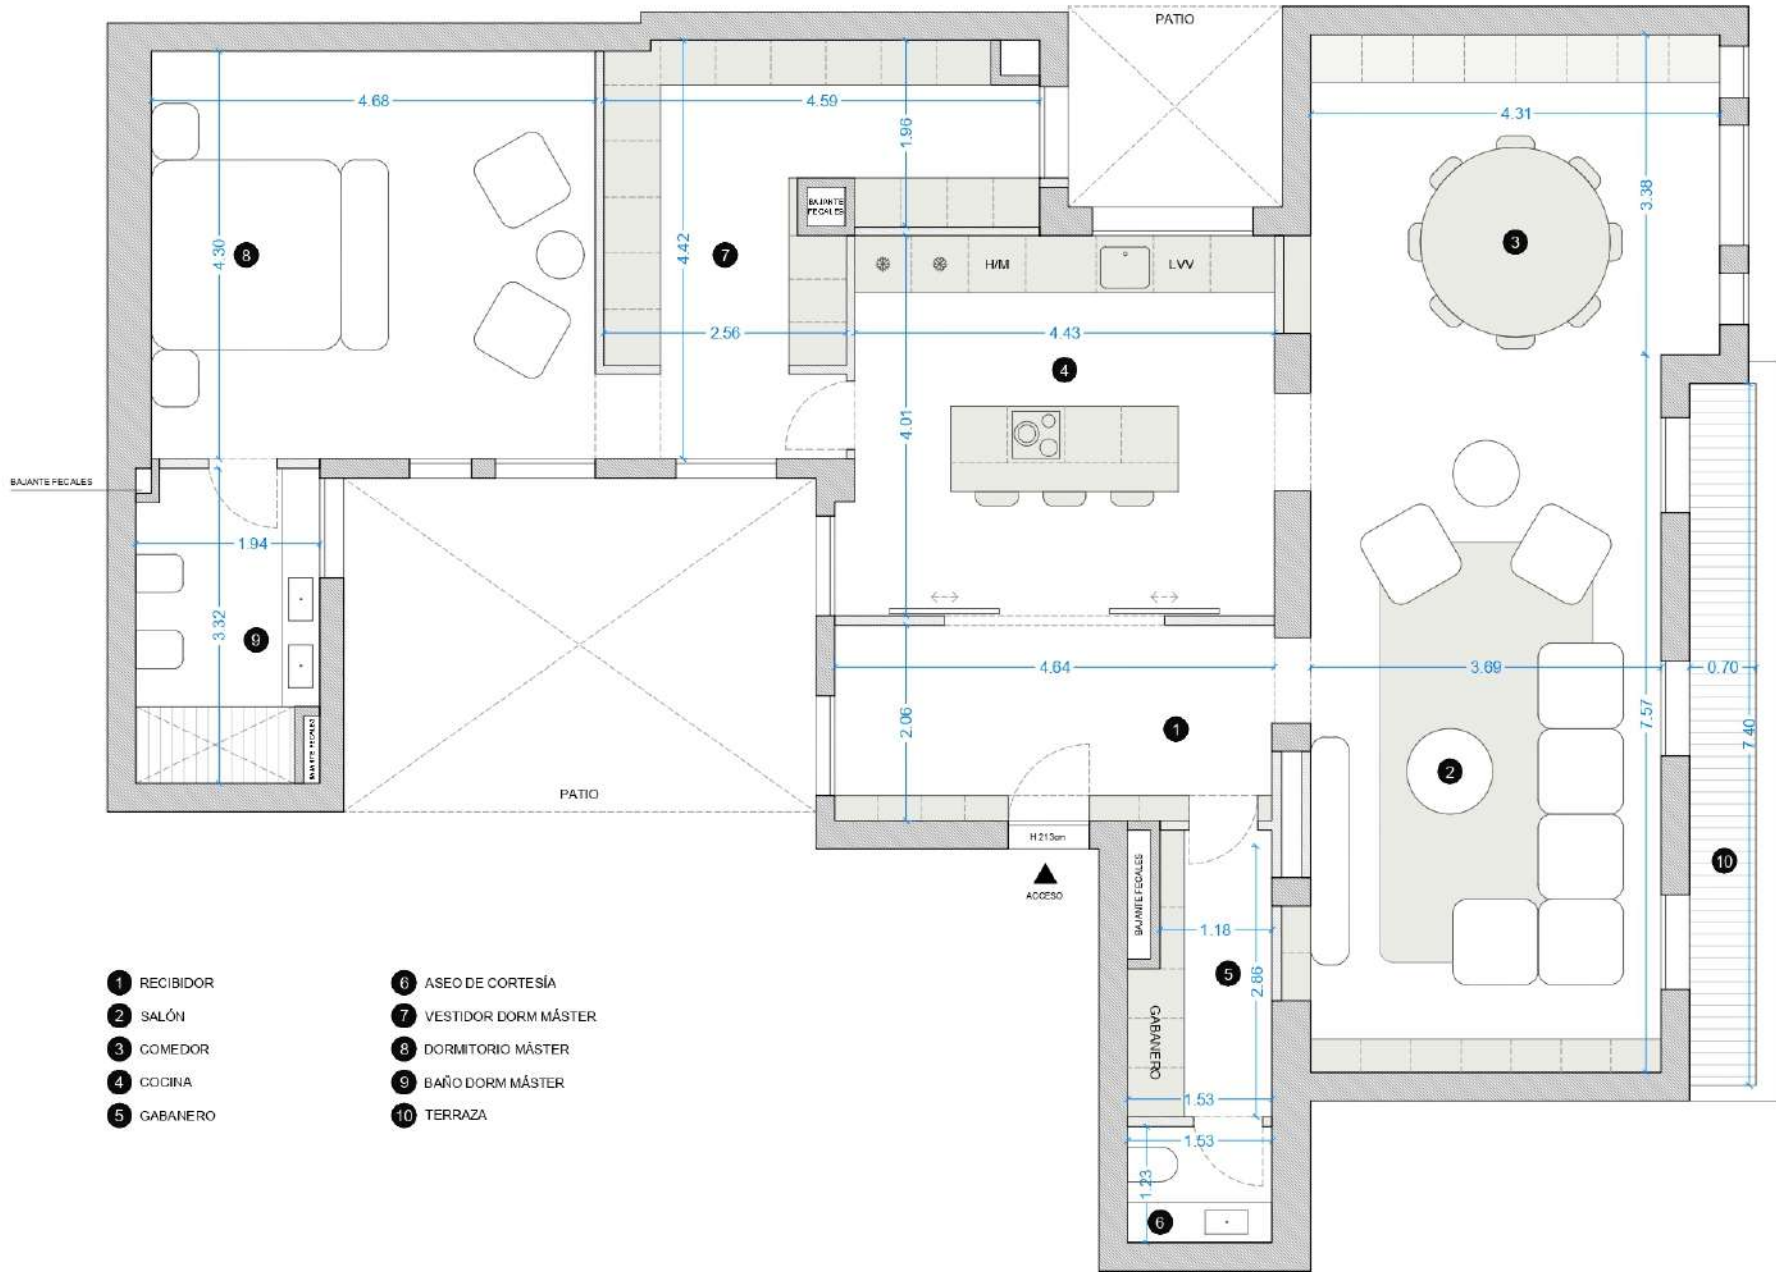 PATIO
4.68
4.59
4.31
1.96
3.38
BAJANTE
FECALES
4.30
8
4.42
7
H/M
LVV
3
2.56
4.43
4
4.01
BAJANTE FECALES
1.94
3.32
9
4.64
3.69
0.70
2.06
1
7.57
7.40
2
BAJANTE FECALES
PATIO
H 213cm
ACCESO
BAJANTE FECALES
10
1.18
5
2.86
GABANERO
1.53
1.53
1.23
6
1 RECIBIDOR
2 SALÓN
3 COMEDOR
4 COCINA
5 GABANERO
6 ASEO DE CORTESÍA
7 VESTIDOR DORM MÁSTER
8 DORMITORIO MÁSTER
9 BAÑO DORM MÁSTER
10 TERRAZA